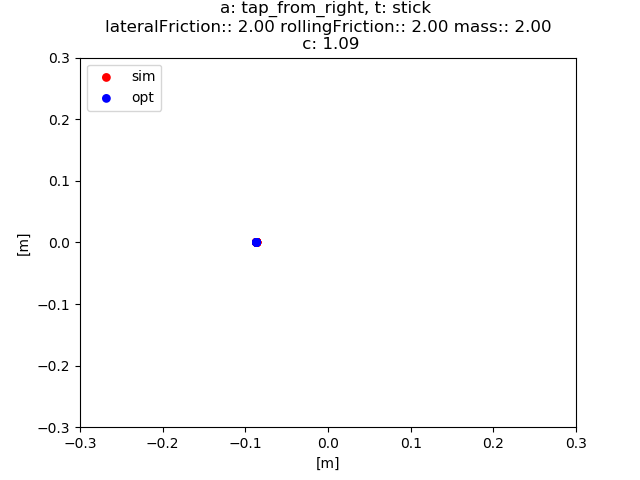 a: tap_from_right, t: stick
lateralFriction:: 2.00 rollingFriction:: 2.00 mass:: 2.00
c: 1.09
sim
opt
0.3
0.2
0.1
0.0
−0.1
−0.2
−0.3
[m]
−0.3 −0.2 −0.1 0.0 0.1 0.2 0.3
[m]